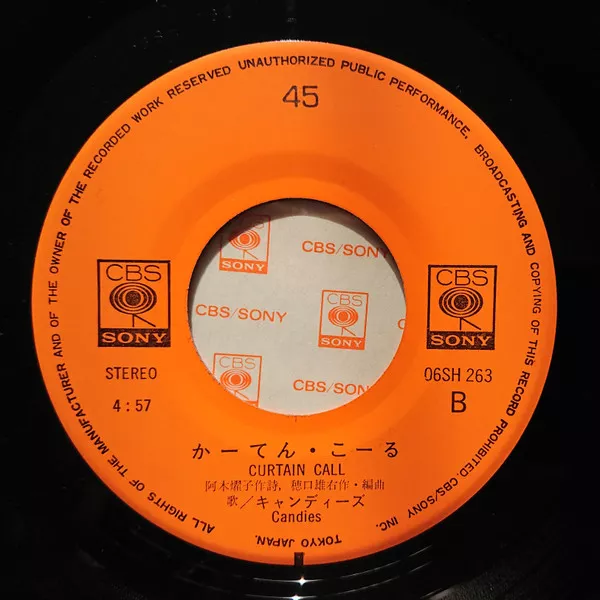 ALL RIGHTS OF THE MANUFACTURER AND OF THE OWNER OF THE RECORDED WORK RESERVED UNAUTHORIZED PUBLIC PERFORMANCE, BROADCASTING AND COPYING OF THIS RECORD PROHIBITED. CBS/SONY INC. TOKYO JAPAN.
45
CBS
SONY
CBS/SONY
CBS/SONY
CBS
SONY
CBS
CBS/SONY
CBS
SONY
CBS
SONY
STEREO
4:57
06SH 263
B
かーてん・こーる
CURTAIN CALL
阿木燿子作詩, 穂口雄右作・編曲
歌/キャンディーズ
Candies